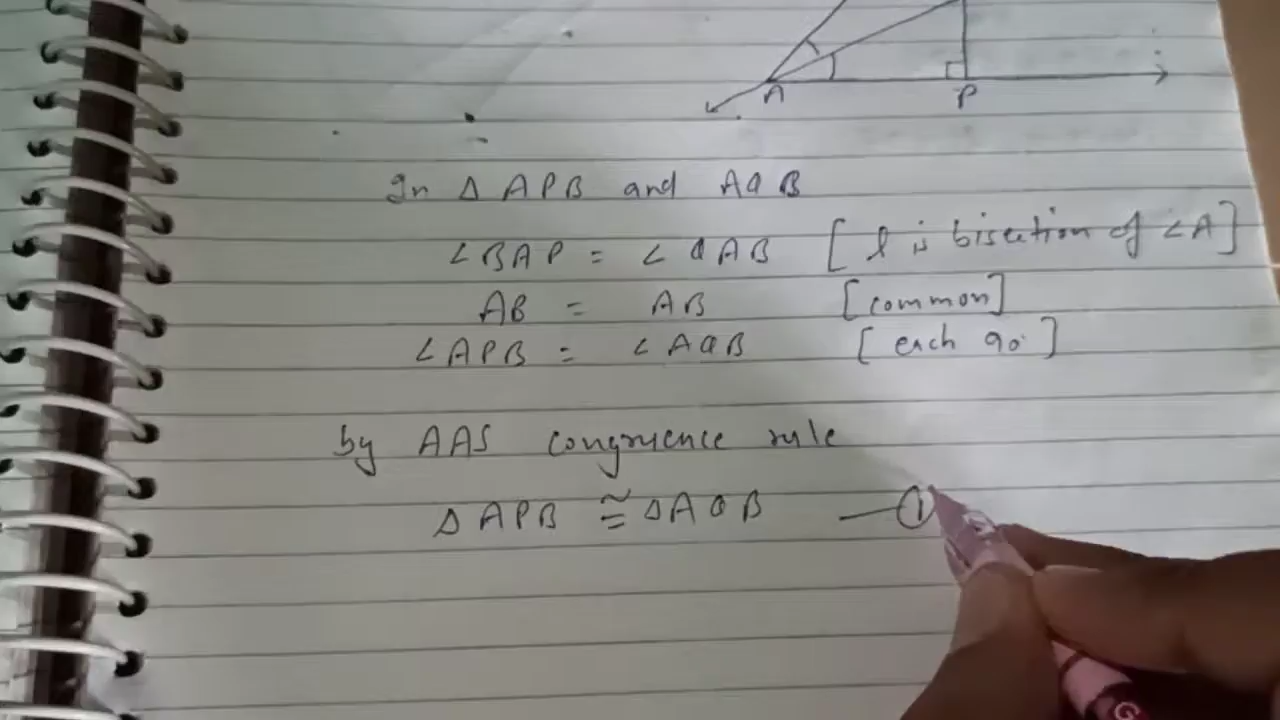 A P
In Δ APB and AQB
∠BAP = ∠QAB [l is bisection of ∠A]
AB = AB [common]
∠APB = ∠AQB [each 90°]
by AAS congruence rule
Δ APB ≅ ΔAQB — ①